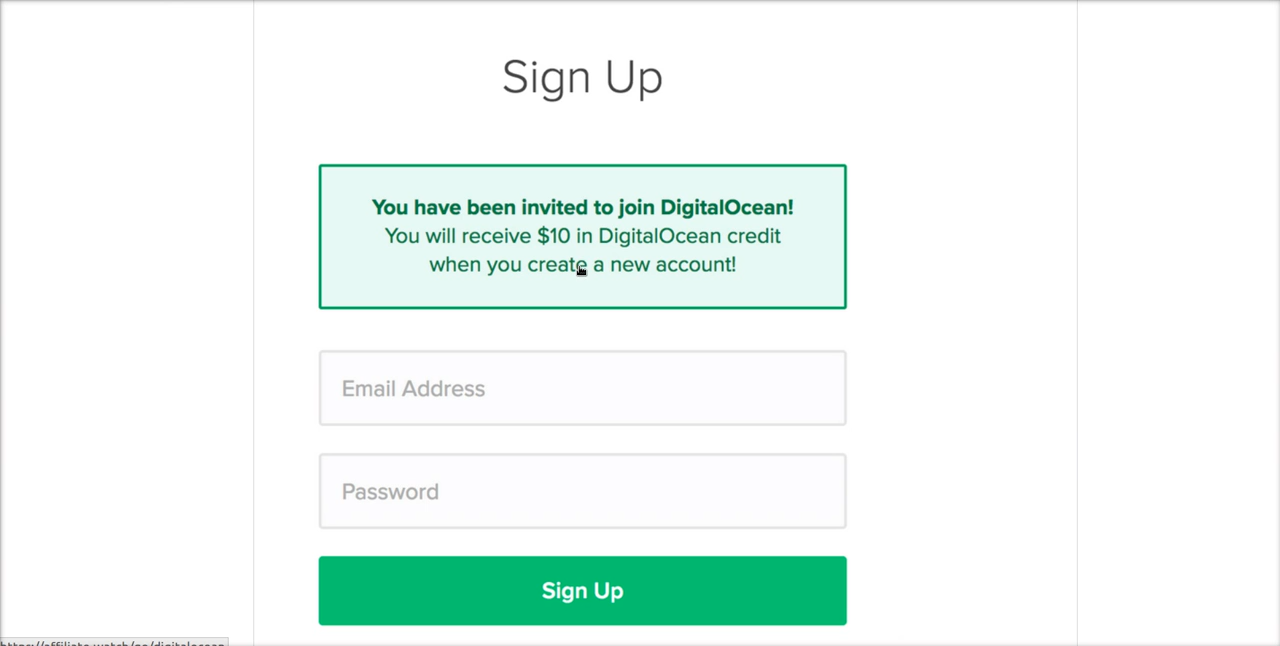 Sign Up
You have been invited to join DigitalOcean!
You will receive $10 in DigitalOcean credit
when you create a new account!
Email Address
Password
Sign Up